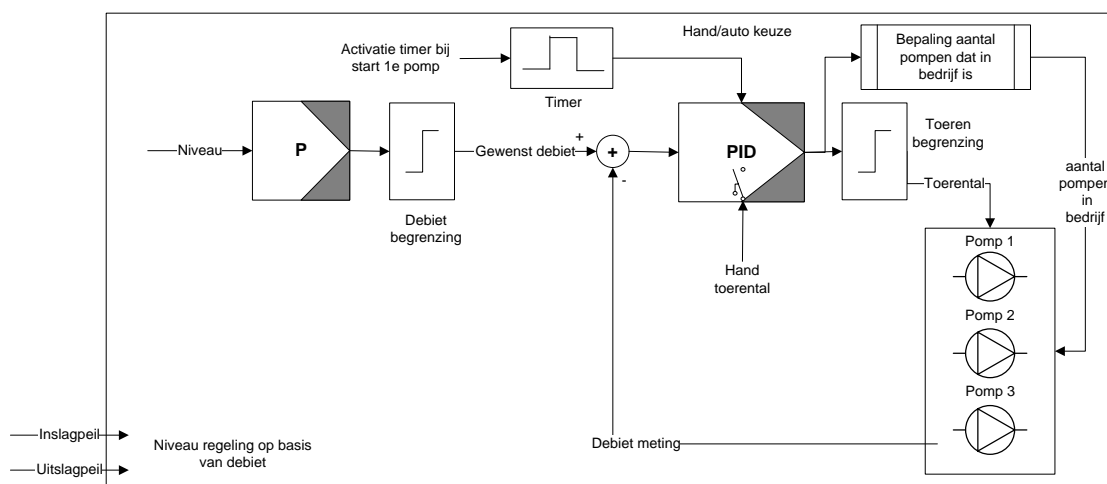 Hand/auto keuze
Bepaling aantal
pompen dat in
bedrijf is
Activatie timer bij
start 1e pomp
Timer
Toeren
begrenzing
Niveau
P
Gewenst debiet
+
+
-
PID
Toerental
aantal
pompen
in
bedrijf
Debiet
begrenzing
Hand
toerental
Pomp 1
Pomp 2
Pomp 3
Inslagpeil
Uitslagpeil
Niveau regeling op basis
van debiet
Debiet meting